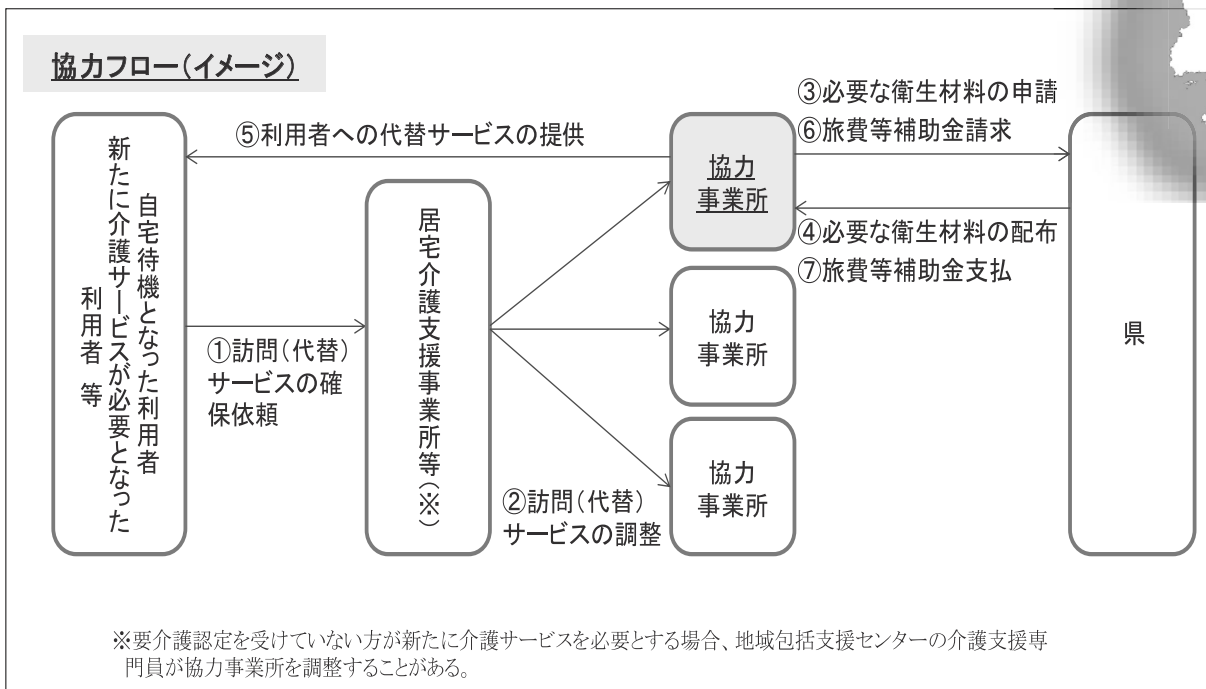 協力フロー(イメージ)
③必要な衛生材料の申請
⑥旅費等補助金請求
⑤利用者への代替サービスの提供
自宅待機となった利用者
新たに介護サービスが必要となった
利用者 等
①訪問(代替)
サービスの確
保依頼
居宅介護支援事業所等(※)
②訪問(代替)
サービスの調整
協力
事業所
④必要な衛生材料の配布
⑦旅費等補助金支払
協力
事業所
協力
事業所
県
※要介護認定を受けていない方が新たに介護サービスを必要とする場合、地域包括支援センターの介護支援専
門員が協力事業所を調整することがある。